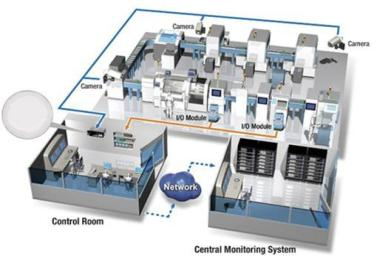 Camera
Camera
Camera
I/O Module
I/O Module
Network
Control Room
Central Monitoring System